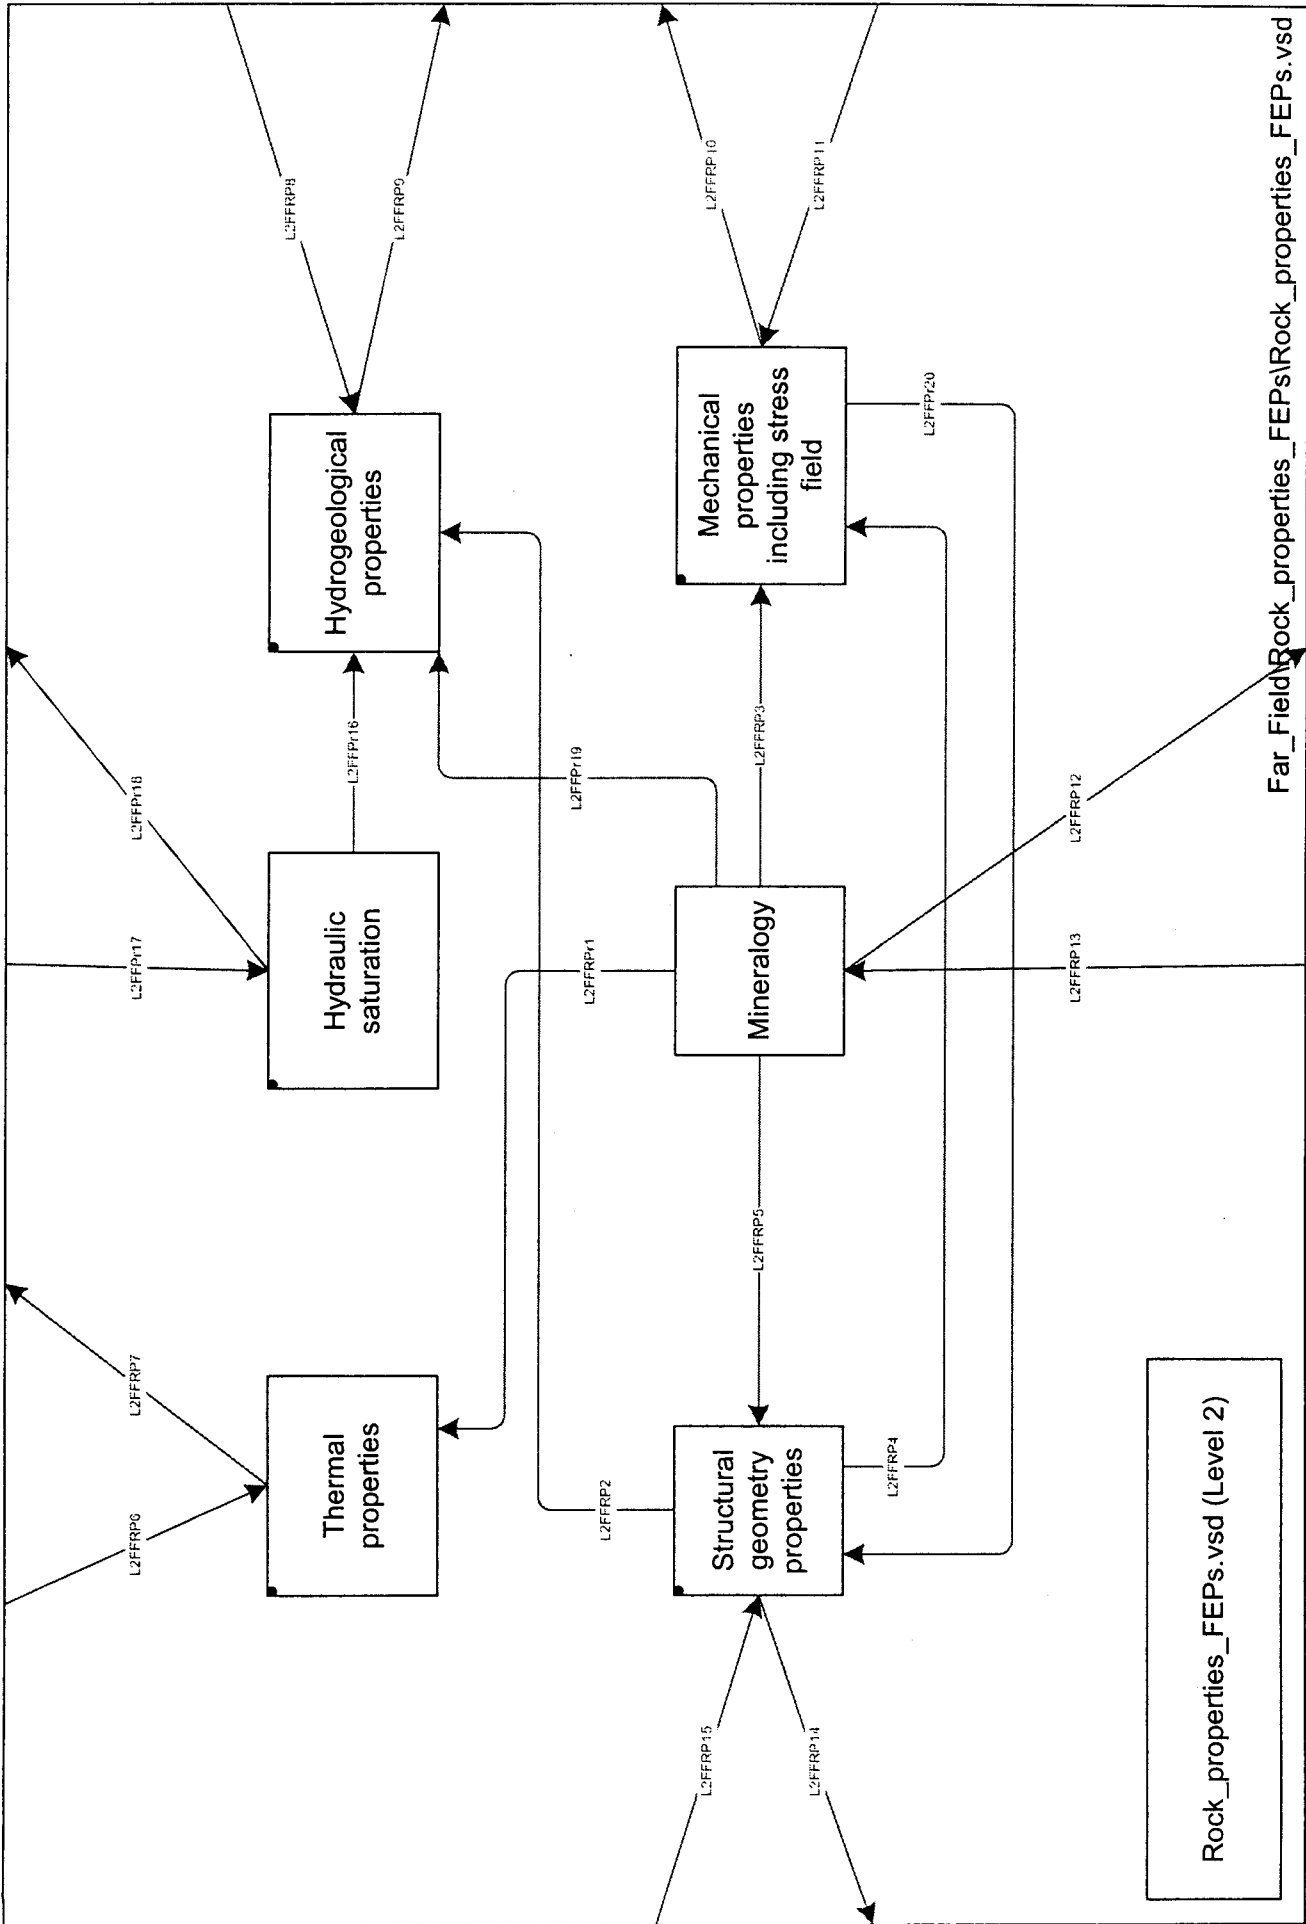 L2FFRP6
L2FFRP7
L2FFPr17
L2FFPr18
L2FFRP8
Thermal
properties
Hydraulic
saturation
L2FFPr16
Hydrogeological
properties
L2FFRP9
L2FFRP2
L2FFRPr1
L2FFPr19
L2FFRP15
L2FFRP10
Structural
geometry
properties
L2FFRP5
Mineralogy
L2FFRP3
Mechanical
properties
including stress
field
L2FFRP14
L2FFRP11
L2FFRP4
L2FFPr20
L2FFRP13
L2FFRP12
Rock_properties_FEPs.vsd (Level 2)
Far_Field\Rock_properties_FEPs\Rock_properties_FEPs.vsd